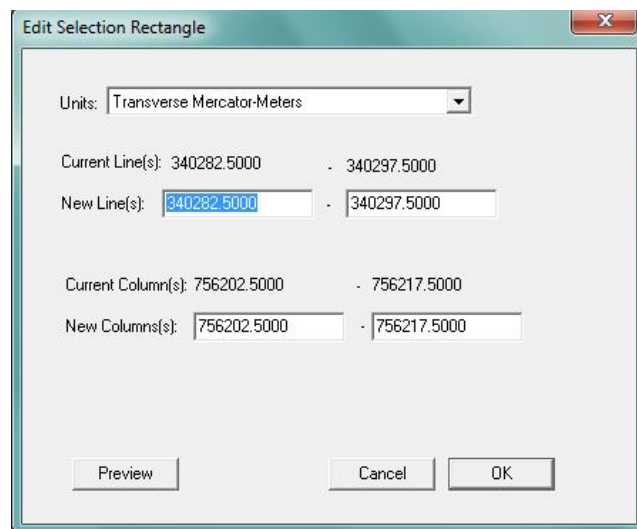 Edit Selection Rectangle
Units: Transverse Mercator-Meters
Current Line(s): 340282.5000 - 340297.5000
New Line(s): 340282.5000 - 340297.5000
Current Column(s): 756202.5000 - 756217.5000
New Columns(s): 756202.5000 - 756217.5000
Preview Cancel OK